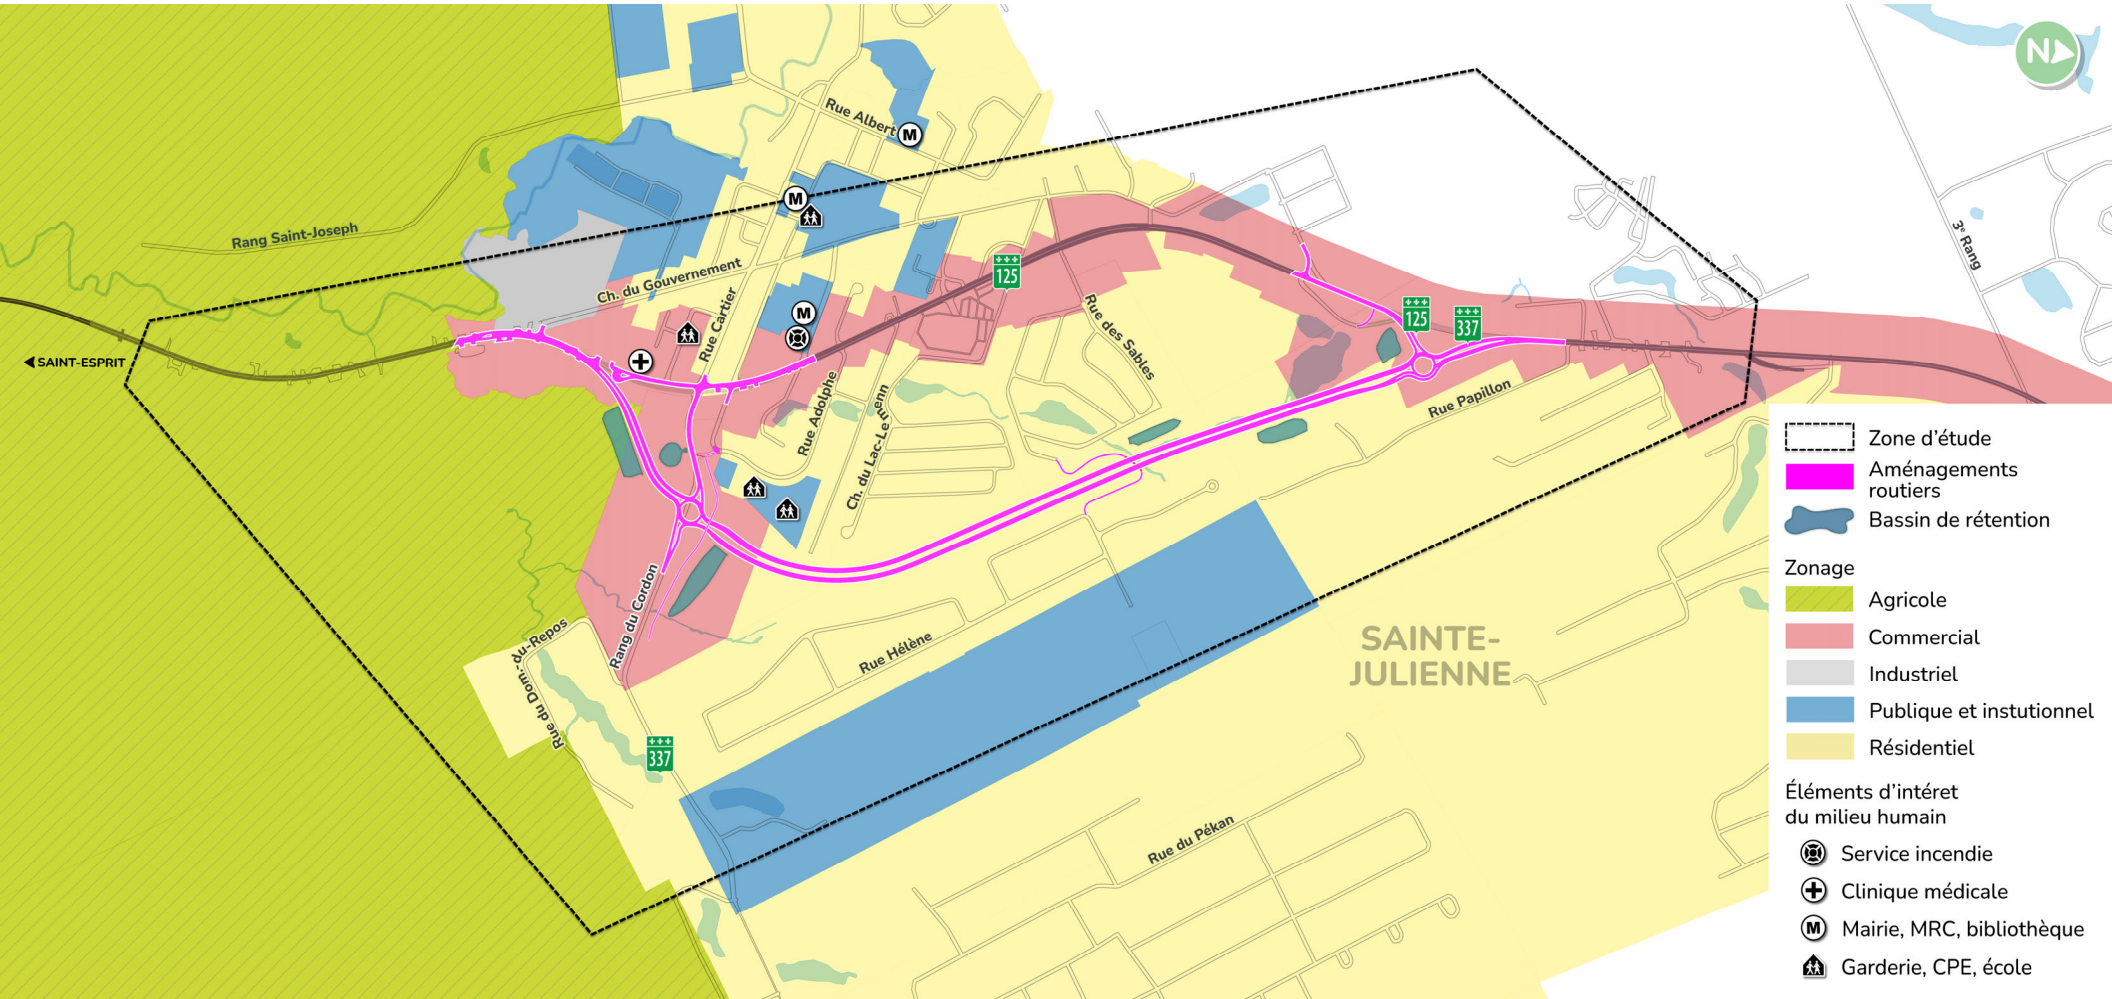 N
Rue Albert
M
Rang Saint-Joseph
M
3e Rang
Ch. du Gouvernement
125
Rue Cartier
M
Rue des Sables
125
337
SAINT-ESPRIT
Rue Adolphe
Ch. du Lac-Le Venn
Rue Papillon
Rang du Cordon
Rue du Dom.-du-Repos
Rue Hélène
SAINTE-
JULIENNE
337
Rue du Pékan
Zone d'étude
Aménagements
routiers
Bassin de rétention
Zonage
Agricole
Commercial
Industriel
Publique et instutionnel
Résidentiel
Éléments d'intéret
du milieu humain
Service incendie
Clinique médicale
M Mairie, MRC, bibliothèque
Garderie, CPE, école